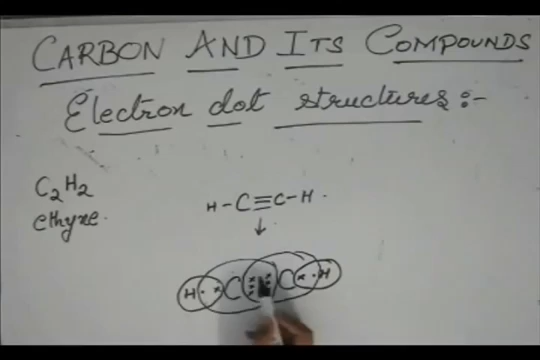 CARBON AND ITS COMPOUNDS
Electron dot structures :-
C2H2
ethyne.
H-C≡C-H.
↓
H · × C ××× ××× C × · H